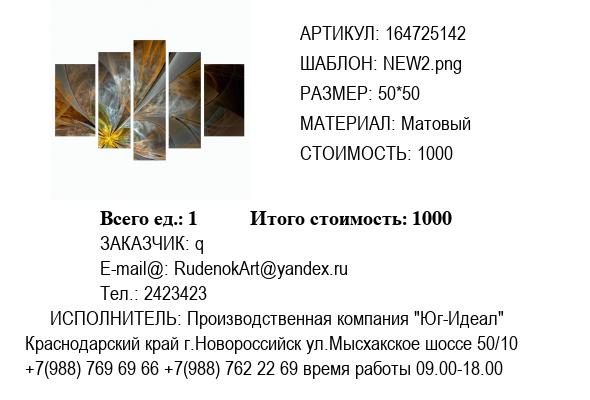 АРТИКУЛ: 164725142
ШАБЛОН: NEW2.png
РАЗМЕР: 50*50
МАТЕРИАЛ: Матовый
СТОИМОСТЬ: 1000
Всего ед.: 1 Итого стоимость: 1000
ЗАКАЗЧИК: q
E-mail@: RudenokArt@yandex.ru
Тел.: 2423423
ИСПОЛНИТЕЛЬ: Производственная компания "Юг-Идеал"
Краснодарский край г.Новороссийск ул.Мысхакское шоссе 50/10
+7(988) 769 69 66 +7(988) 762 22 69 время работы 09.00-18.00